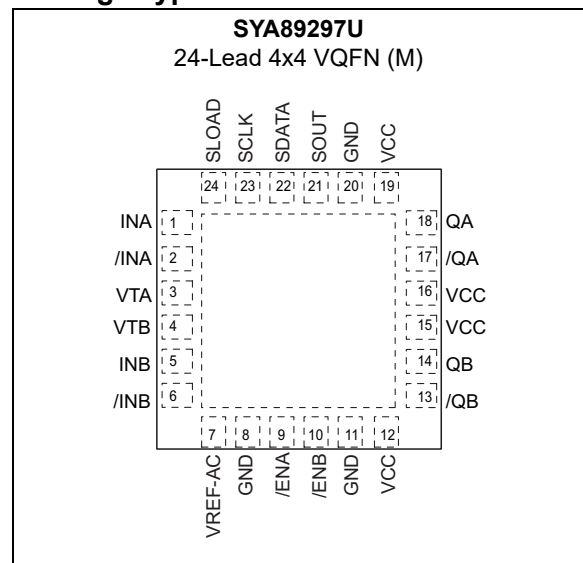 SYA89297U
24-Lead 4x4 VQFN (M)
SLOAD
SCLK
SDATA
SOUT
GND
VCC
24
23
22
21
20
19
INA 1
/INA 2
VTA 3
VTB 4
INB 5
/INB 6
18 QA
17 /QA
16 VCC
15 VCC
14 QB
13 /QB
7
8
9
10
11
12
VREF-AC
GND
/ENA
/ENB
GND
VCC